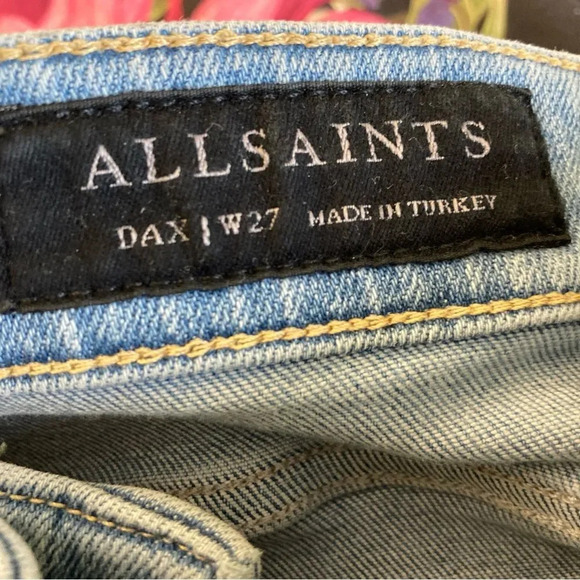 ALLSAINTS
DAX | W27 MADE IN TURKEY